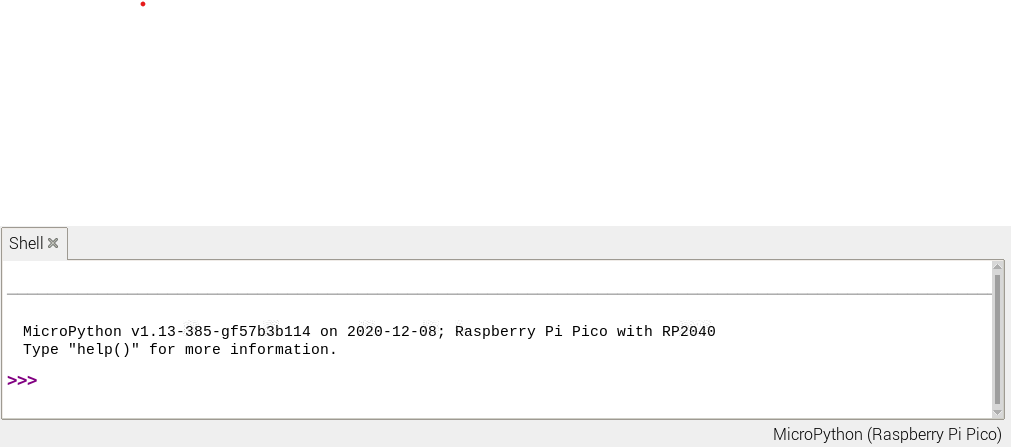 Shell
MicroPython v1.13-385-gf57b3b114 on 2020-12-08; Raspberry Pi Pico with RP2040
Type "help()" for more information.
>>>
MicroPython (Raspberry Pi Pico)